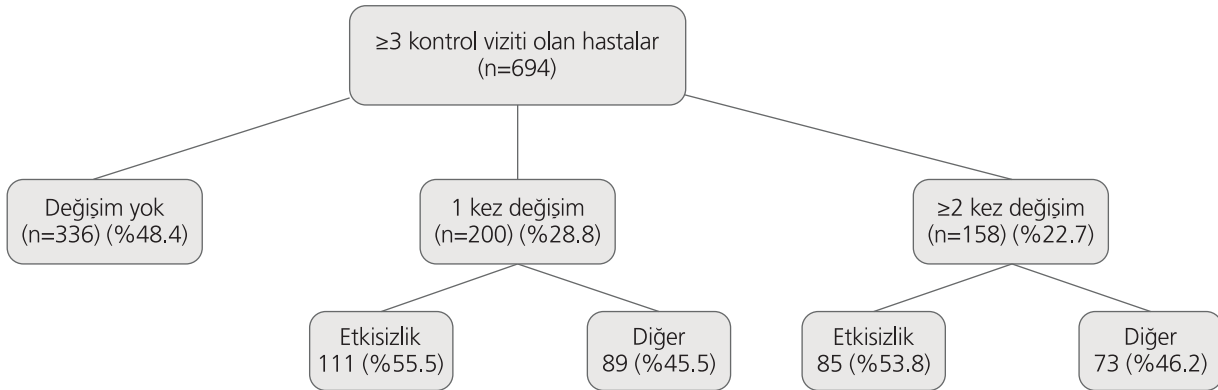 ≥3 kontrol viziti olan hastalar
(n=694)
Değişim yok
(n=336) (%48.4)
1 kez değişim
(n=200) (%28.8)
≥2 kez değişim
(n=158) (%22.7)
Etkisizlik
111 (%55.5)
Diğer
89 (%45.5)
Etkisizlik
85 (%53.8)
Diğer
73 (%46.2)